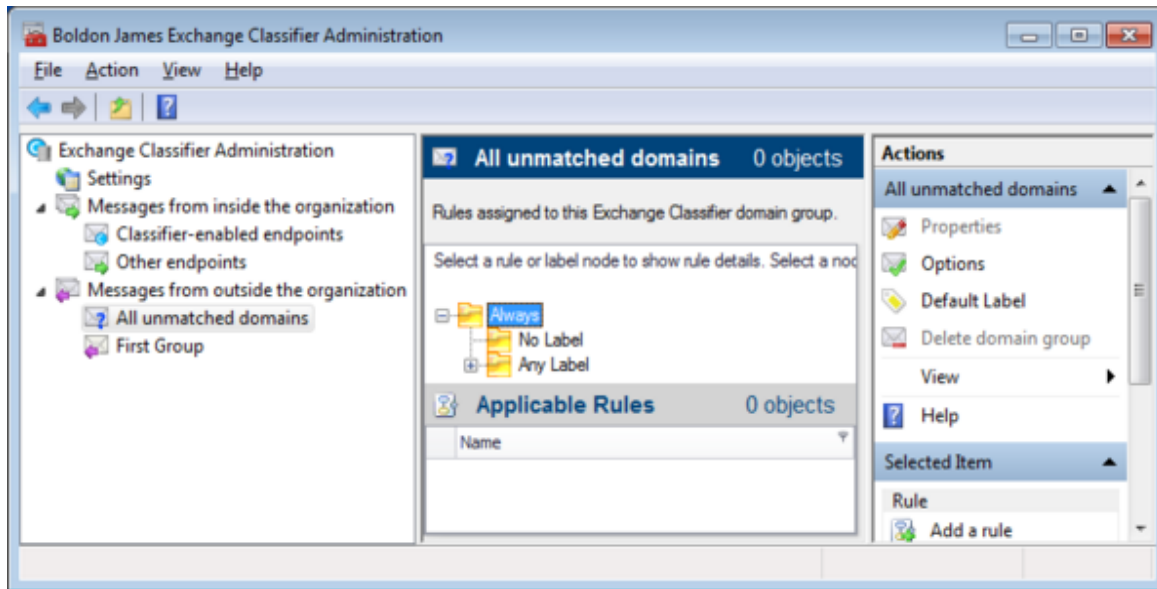 Boldon James Exchange Classifier Administration
File Action View Help
Exchange Classifier Administration
Settings
Messages from inside the organization
Classifier-enabled endpoints
Other endpoints
Messages from outside the organization
All unmatched domains
First Group
All unmatched domains 0 objects
Rules assigned to this Exchange Classifier domain group.
Select a rule or label node to show rule details. Select a noc
Always
No Label
Any Label
Applicable Rules 0 objects
Name
Actions
All unmatched domains
Properties
Options
Default Label
Delete domain group
View
Help
Selected Item
Rule
Add a rule